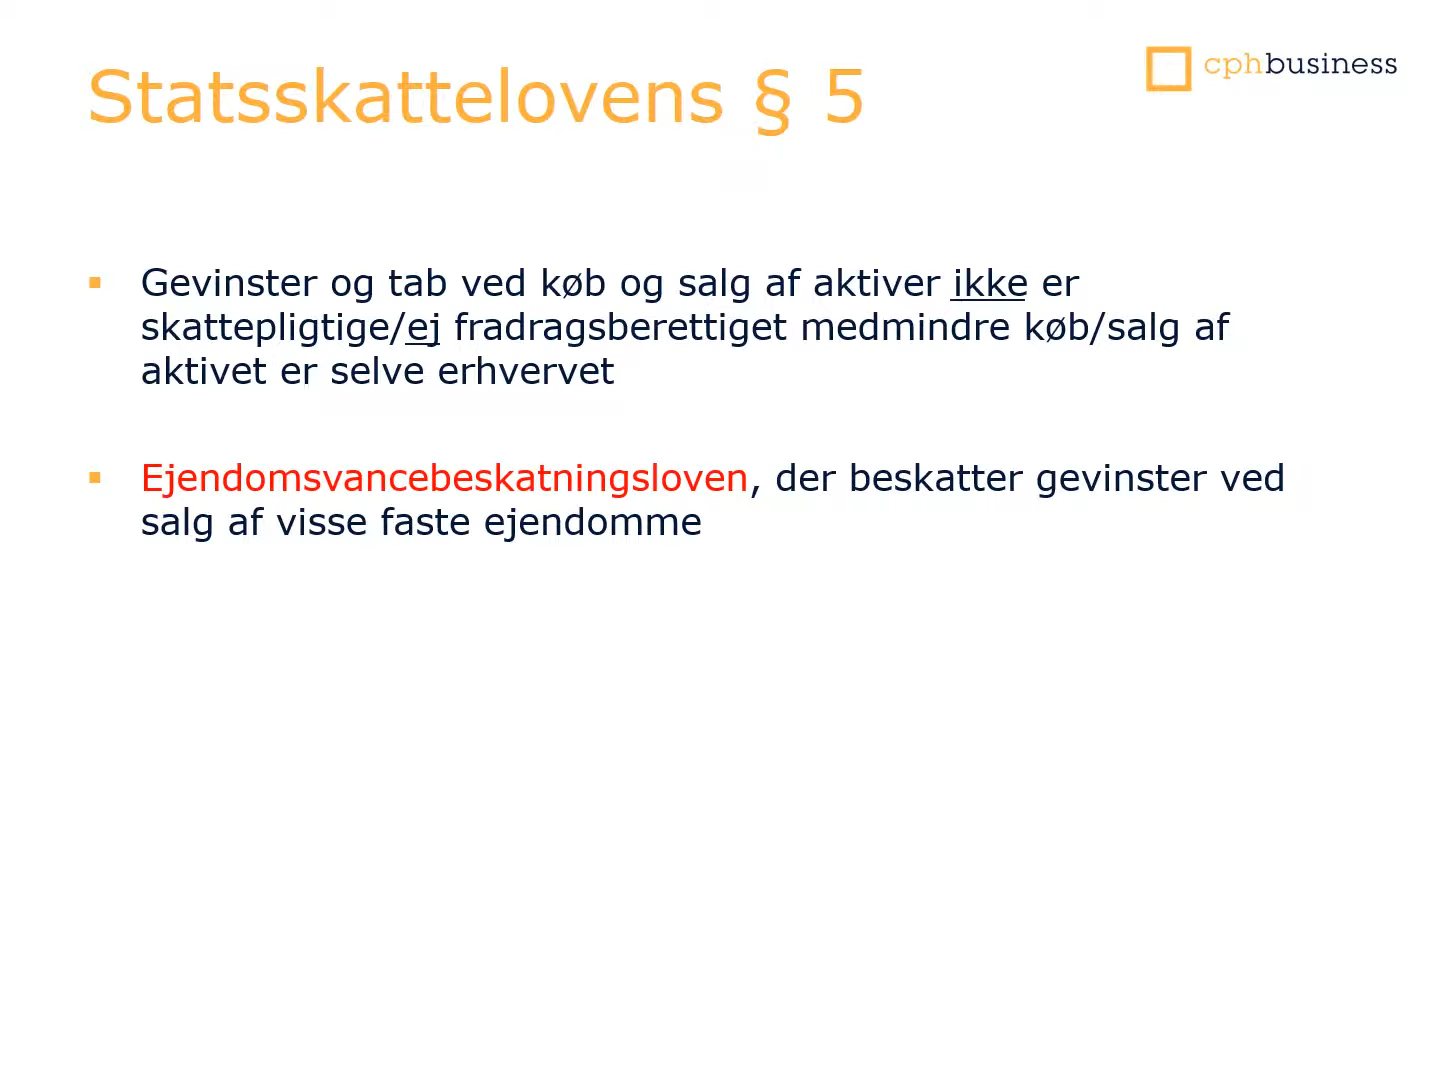 Statsskattelovens § 5
cphbusiness
Gevinster og tab ved køb og salg af aktiver ikke er
skattepligtige/ej fradragsberettiget medmindre køb/salg af
aktivet er selve erhvervet
Ejendomsvancebeskatningsloven, der beskatter gevinster ved
salg af visse faste ejendomme